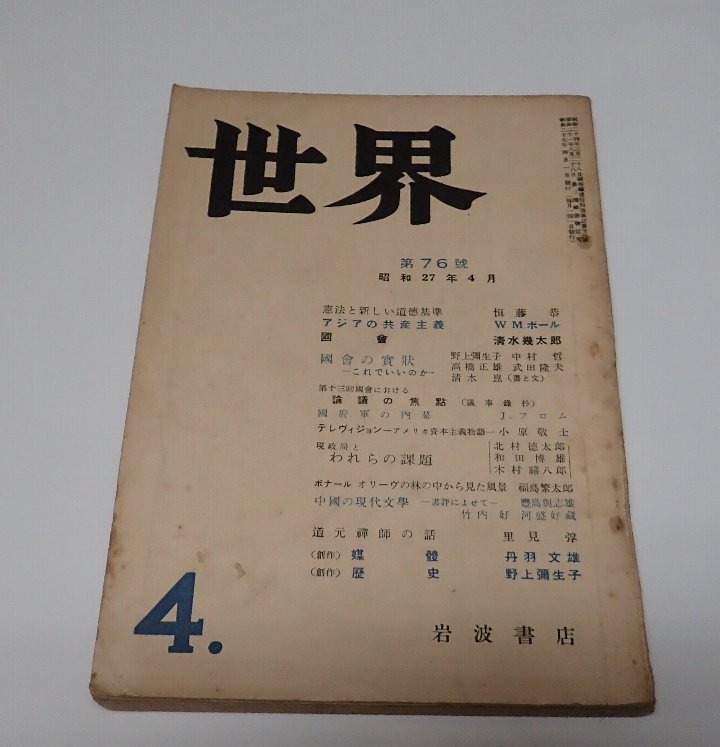 世界
第76號
昭和27年4月
憲法と新しい道徳基準 恒藤恭
アジアの共産主義 WMボール
國會 清水幾太郎
國會の實狀 野上彌生子 中村哲
―これでいいのか― 高橋正雄 武田隆夫
清水崑(畫と文)
第十三回國會における
論議の焦點(議事錄抄)
國府軍の內幕 J.フロム
テレヴィジョン―アメリカ資本主義物語― 小原敬士
現政局と
われらの課題
北村德太郎
和田博雄
木村禧八郎
ボナール オリーヴの林の中から見た風景 福島繁太郎
中國の現代文學 ―書評によせて― 豐島與志雄
竹內好 河盛好藏
道元禪師の話 里見弴
(創作) 媒體 丹羽文雄
(創作) 歷史 野上彌生子
4.
岩波書店